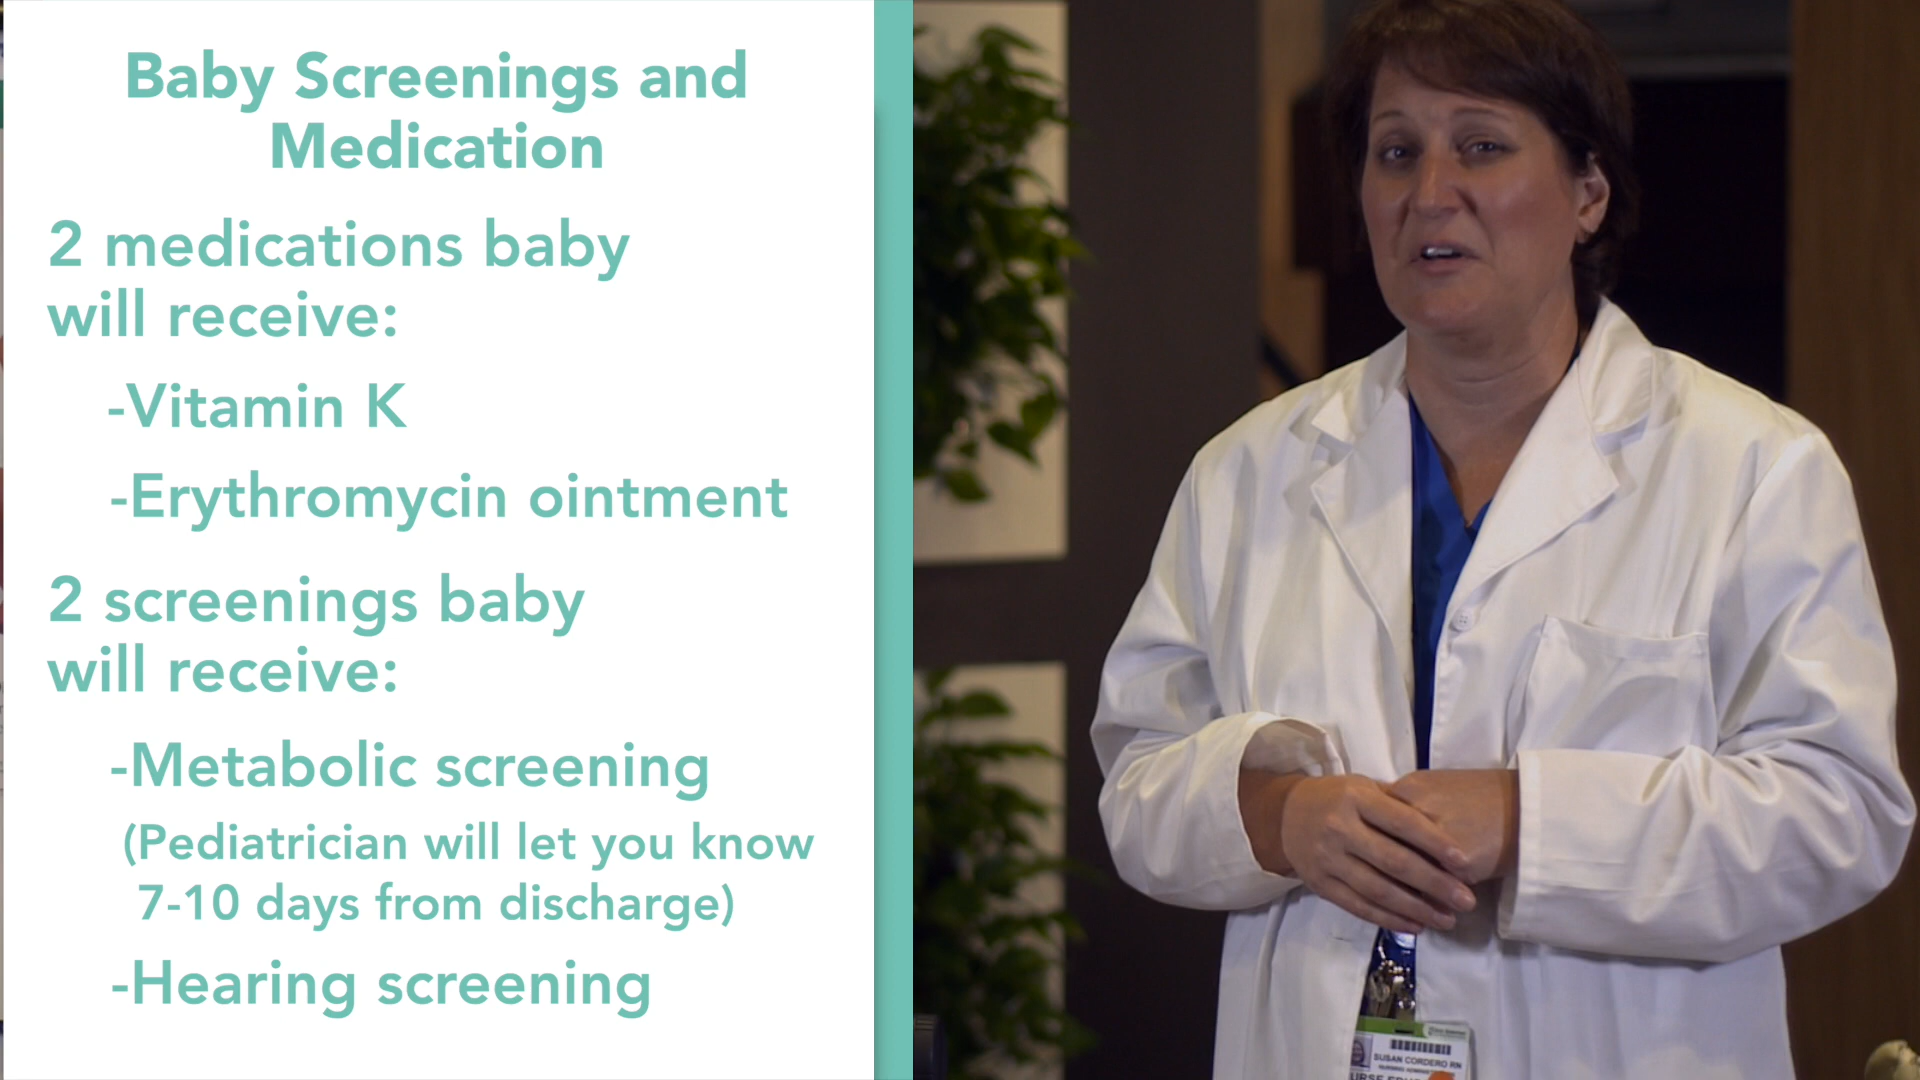 Baby Screenings and
Medication
2 medications baby
will receive:
-Vitamin K
-Erythromycin ointment
2 screenings baby
will receive:
-Metabolic screening
(Pediatrician will let you know
7-10 days from discharge)
-Hearing screening
SUSAN CORDERO RN